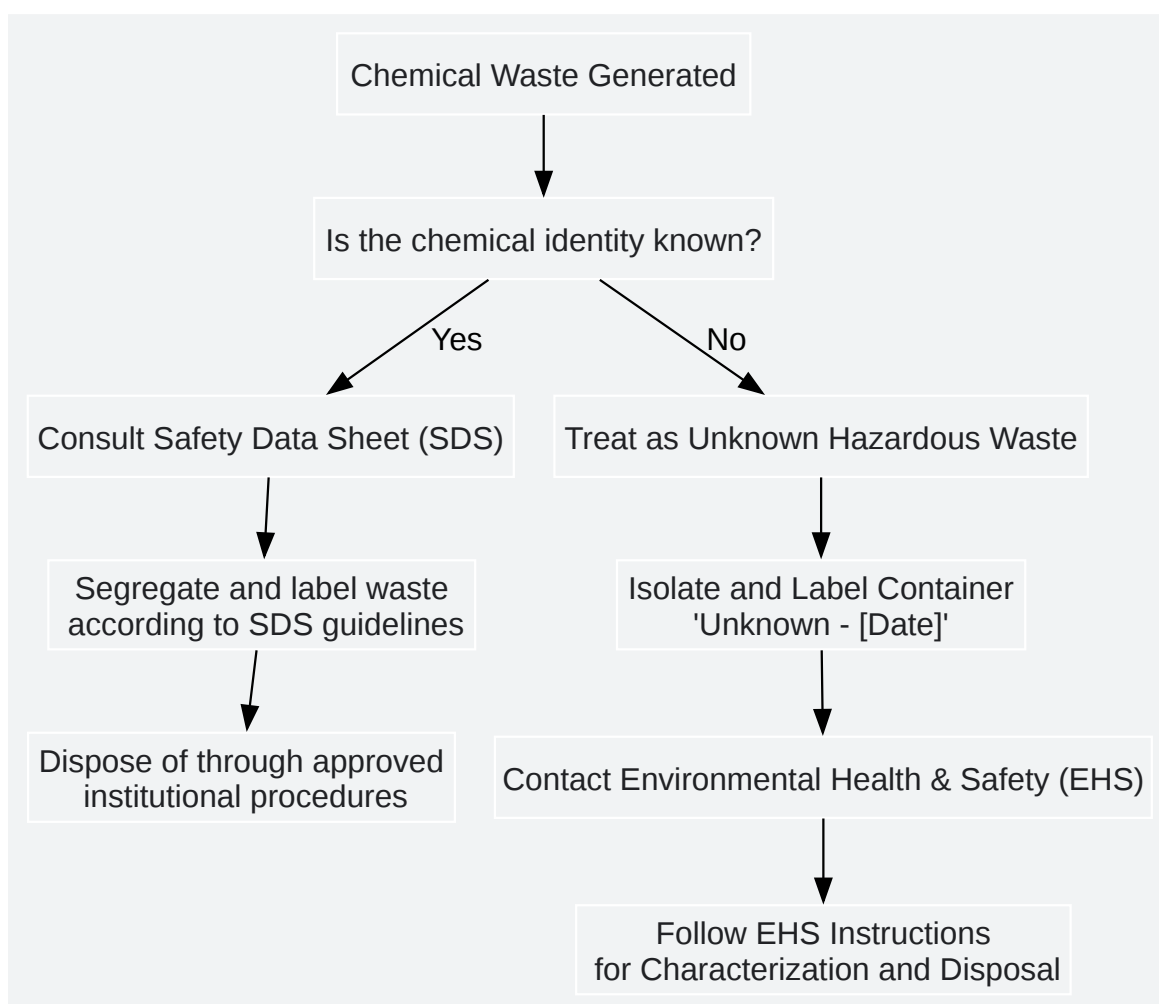 Chemical Waste Generated
Is the chemical identity known?
Yes
No
Consult Safety Data Sheet (SDS)
Treat as Unknown Hazardous Waste
Segregate and label waste
according to SDS guidelines
Isolate and Label Container
'Unknown - [Date]'
Dispose of through approved
institutional procedures
Contact Environmental Health & Safety (EHS)
Follow EHS Instructions
for Characterization and Disposal